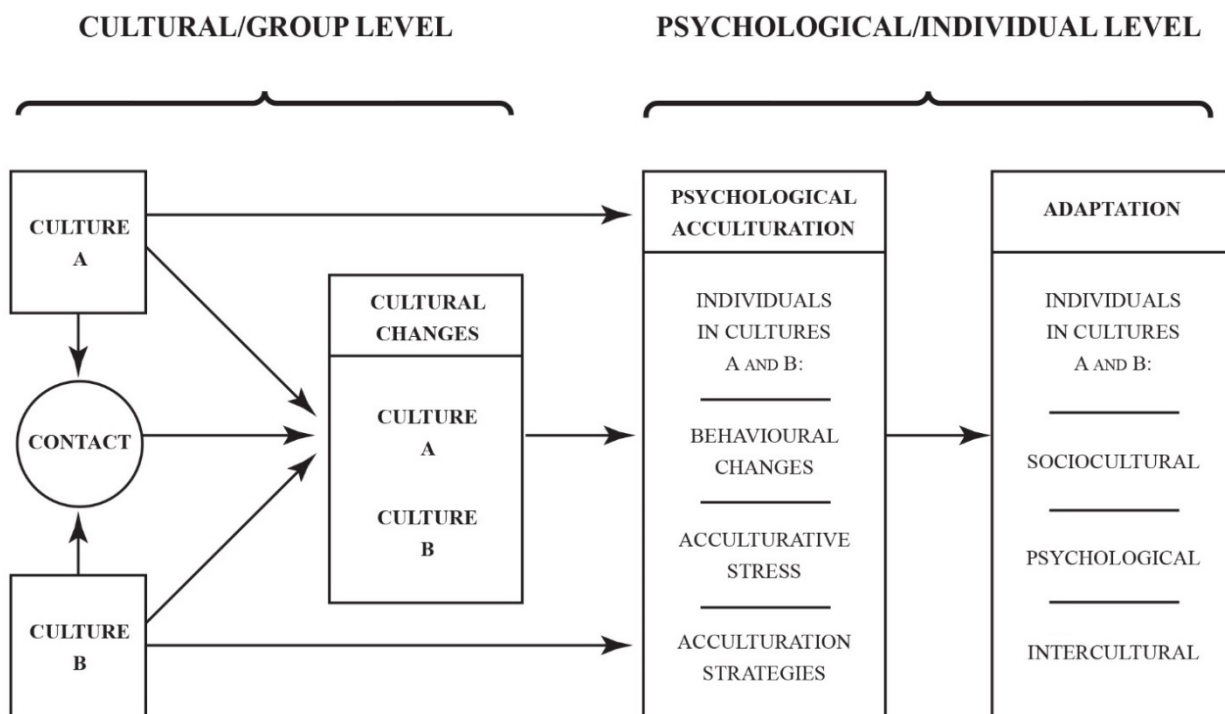 CULTURAL/GROUP LEVEL
PSYCHOLOGICAL/INDIVIDUAL LEVEL
CULTURE
A
CONTACT
CULTURE
B
CULTURAL
CHANGES
CULTURE
A
CULTURE
B
PSYCHOLOGICAL
ACCULTURATION
INDIVIDUALS
IN CULTURES
A AND B:
BEHAVIOURAL
CHANGES
ACCULTURATIVE
STRESS
ACCULTURATION
STRATEGIES
ADAPTATION
INDIVIDUALS
IN CULTURES
A AND B:
SOCIOCULTURAL
PSYCHOLOGICAL
INTERCULTURAL